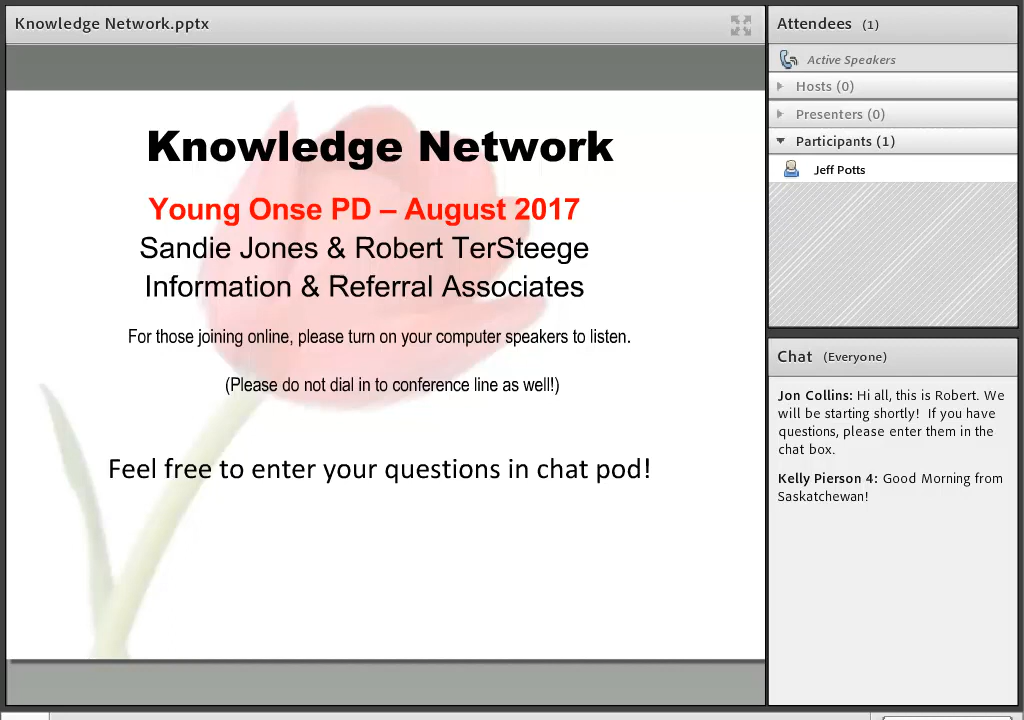 Knowledge Network.pptx
Knowledge Network
Young Onse PD – August 2017
Sandie Jones & Robert TerSteege
Information & Referral Associates
For those joining online, please turn on your computer speakers to listen.
(Please do not dial in to conference line as well!)
Feel free to enter your questions in chat pod!
Attendees (1)
Active Speakers
Hosts (0)
Presenters (0)
Participants (1)
Jeff Potts
Chat (Everyone)
Jon Collins: Hi all, this is Robert. We
will be starting shortly! If you have
questions, please enter them in the
chat box.
Kelly Pierson 4: Good Morning from
Saskatchewan!